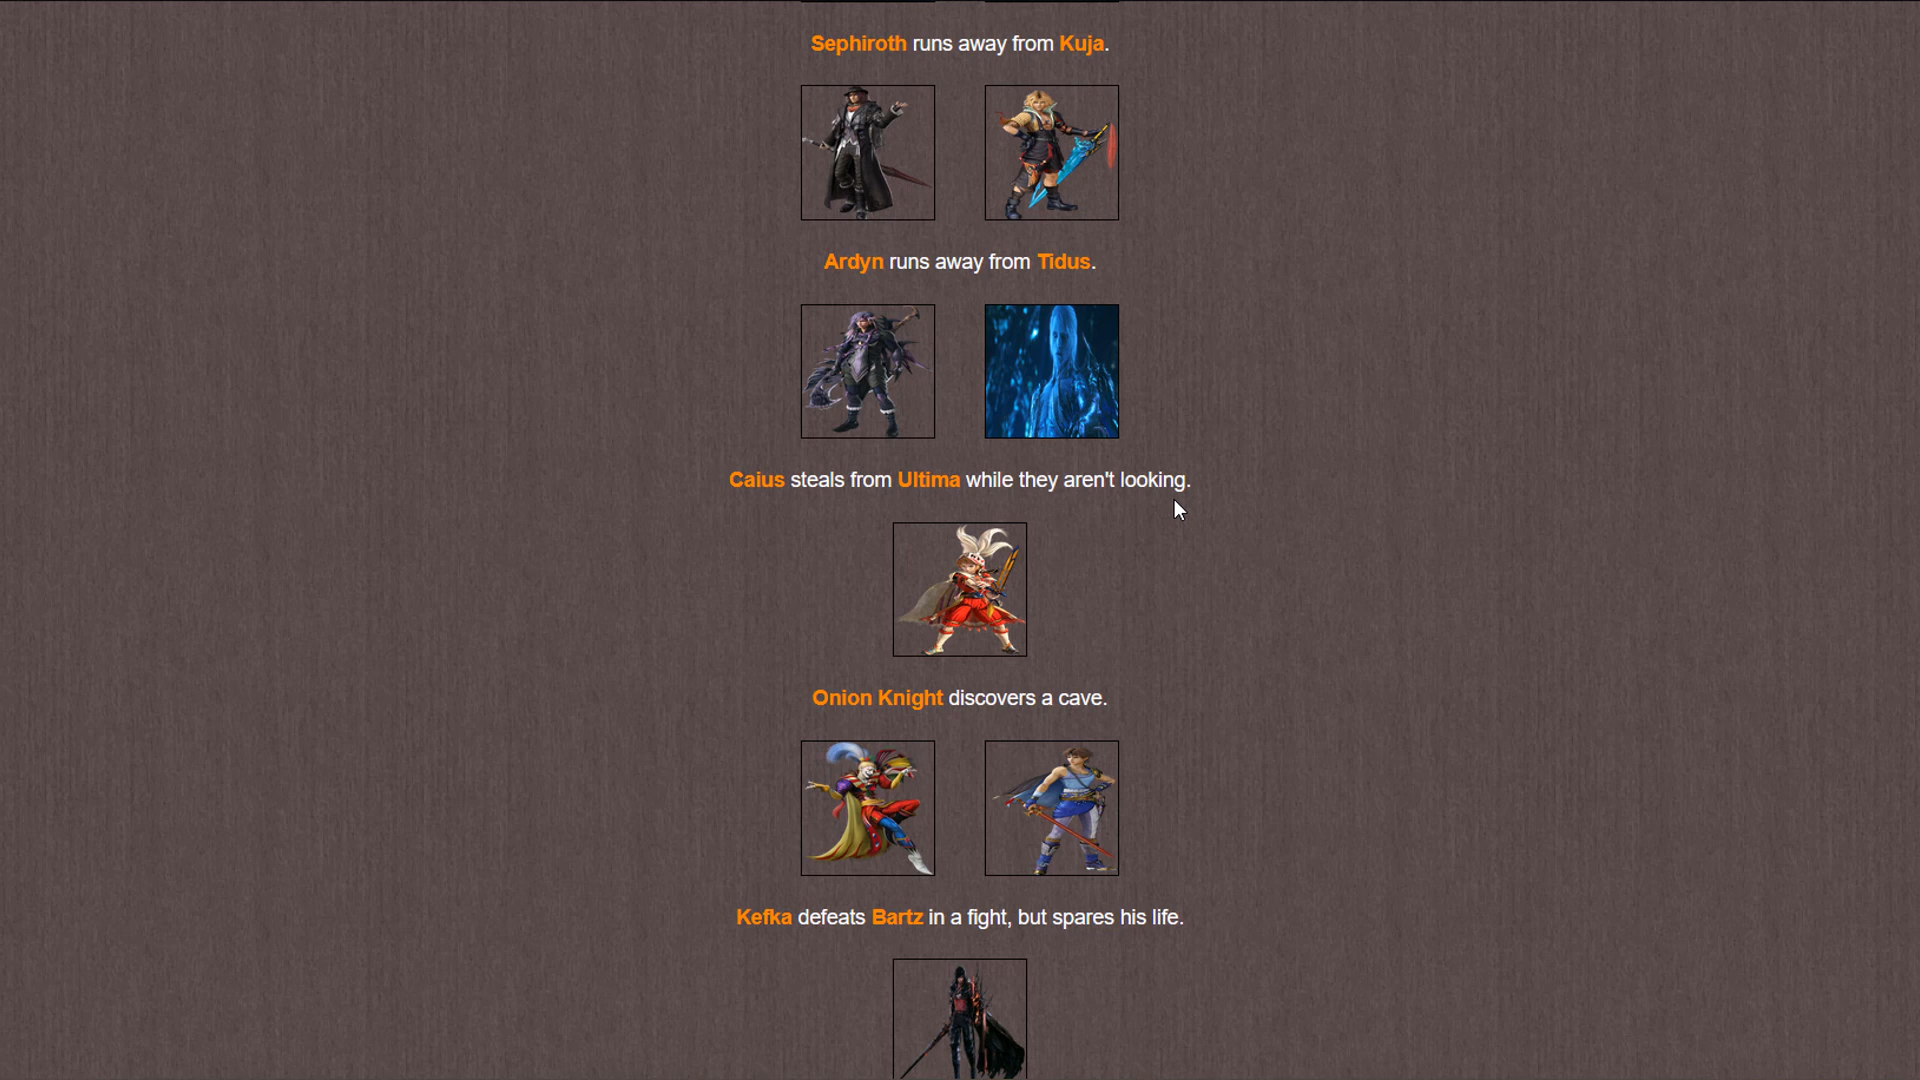 Sephiroth runs away from Kuja.
Ardyn runs away from Tidus.
Caius steals from Ultima while they aren't looking.
Onion Knight discovers a cave.
Kefka defeats Bartz in a fight, but spares his life.